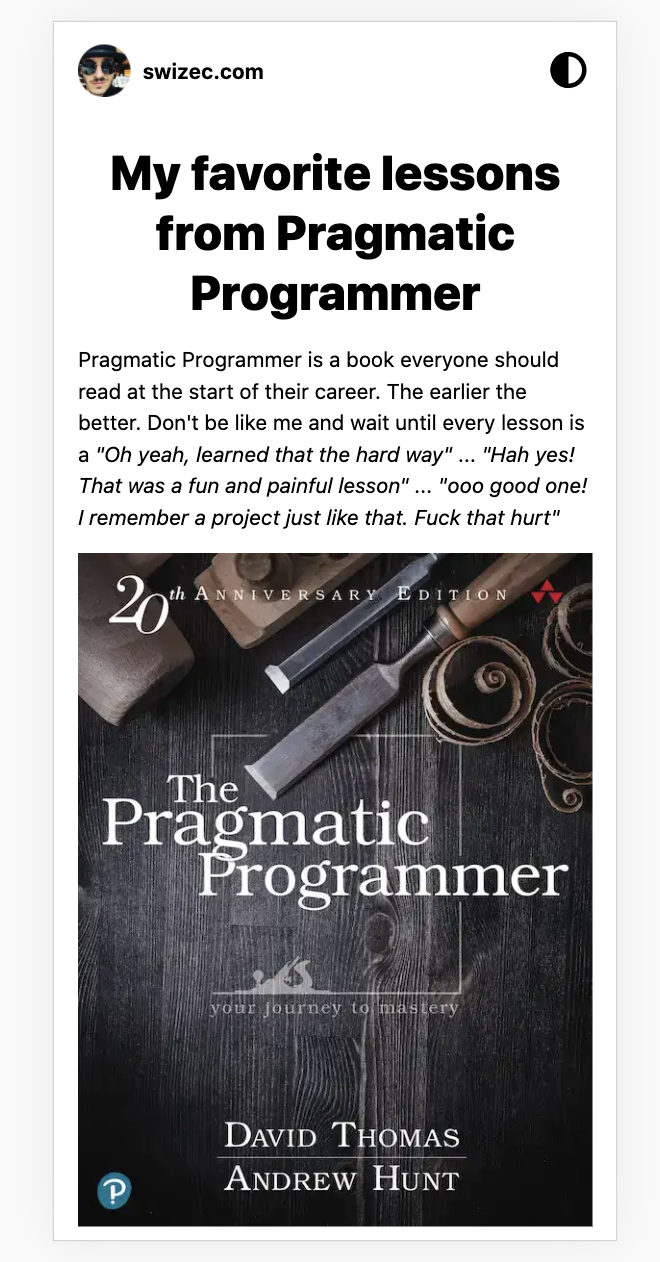 swizec.com
My favorite lessons
from Pragmatic
Programmer
Pragmatic Programmer is a book everyone should
read at the start of their career. The earlier the
better. Don't be like me and wait until every lesson is
a "Oh yeah, learned that the hard way" ... "Hah yes!
That was a fun and painful lesson" ... "ooo good one!
I remember a project just like that. Fuck that hurt"
20th Anniversary Edition
The
Pragmatic
Programmer
your journey to mastery
David Thomas
Andrew Hunt
P